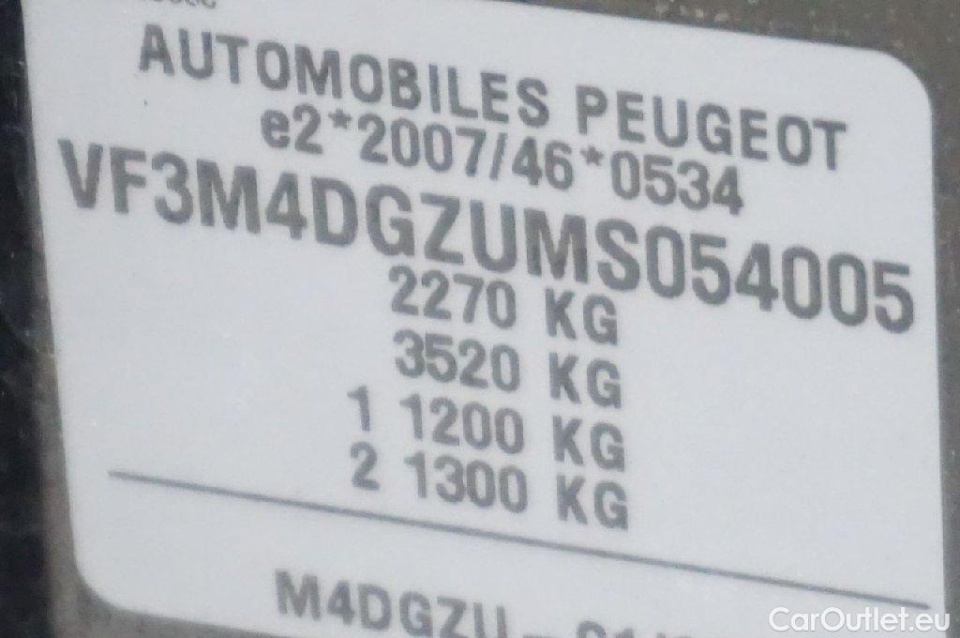 AUTOMOBILES PEUGEOT
e2*2007/46*0534
VF3M4DGZUMS054005
2270 KG
3520 KG
1 1200 KG
2 1300 KG
M4DGZU
CarOutlet.eu